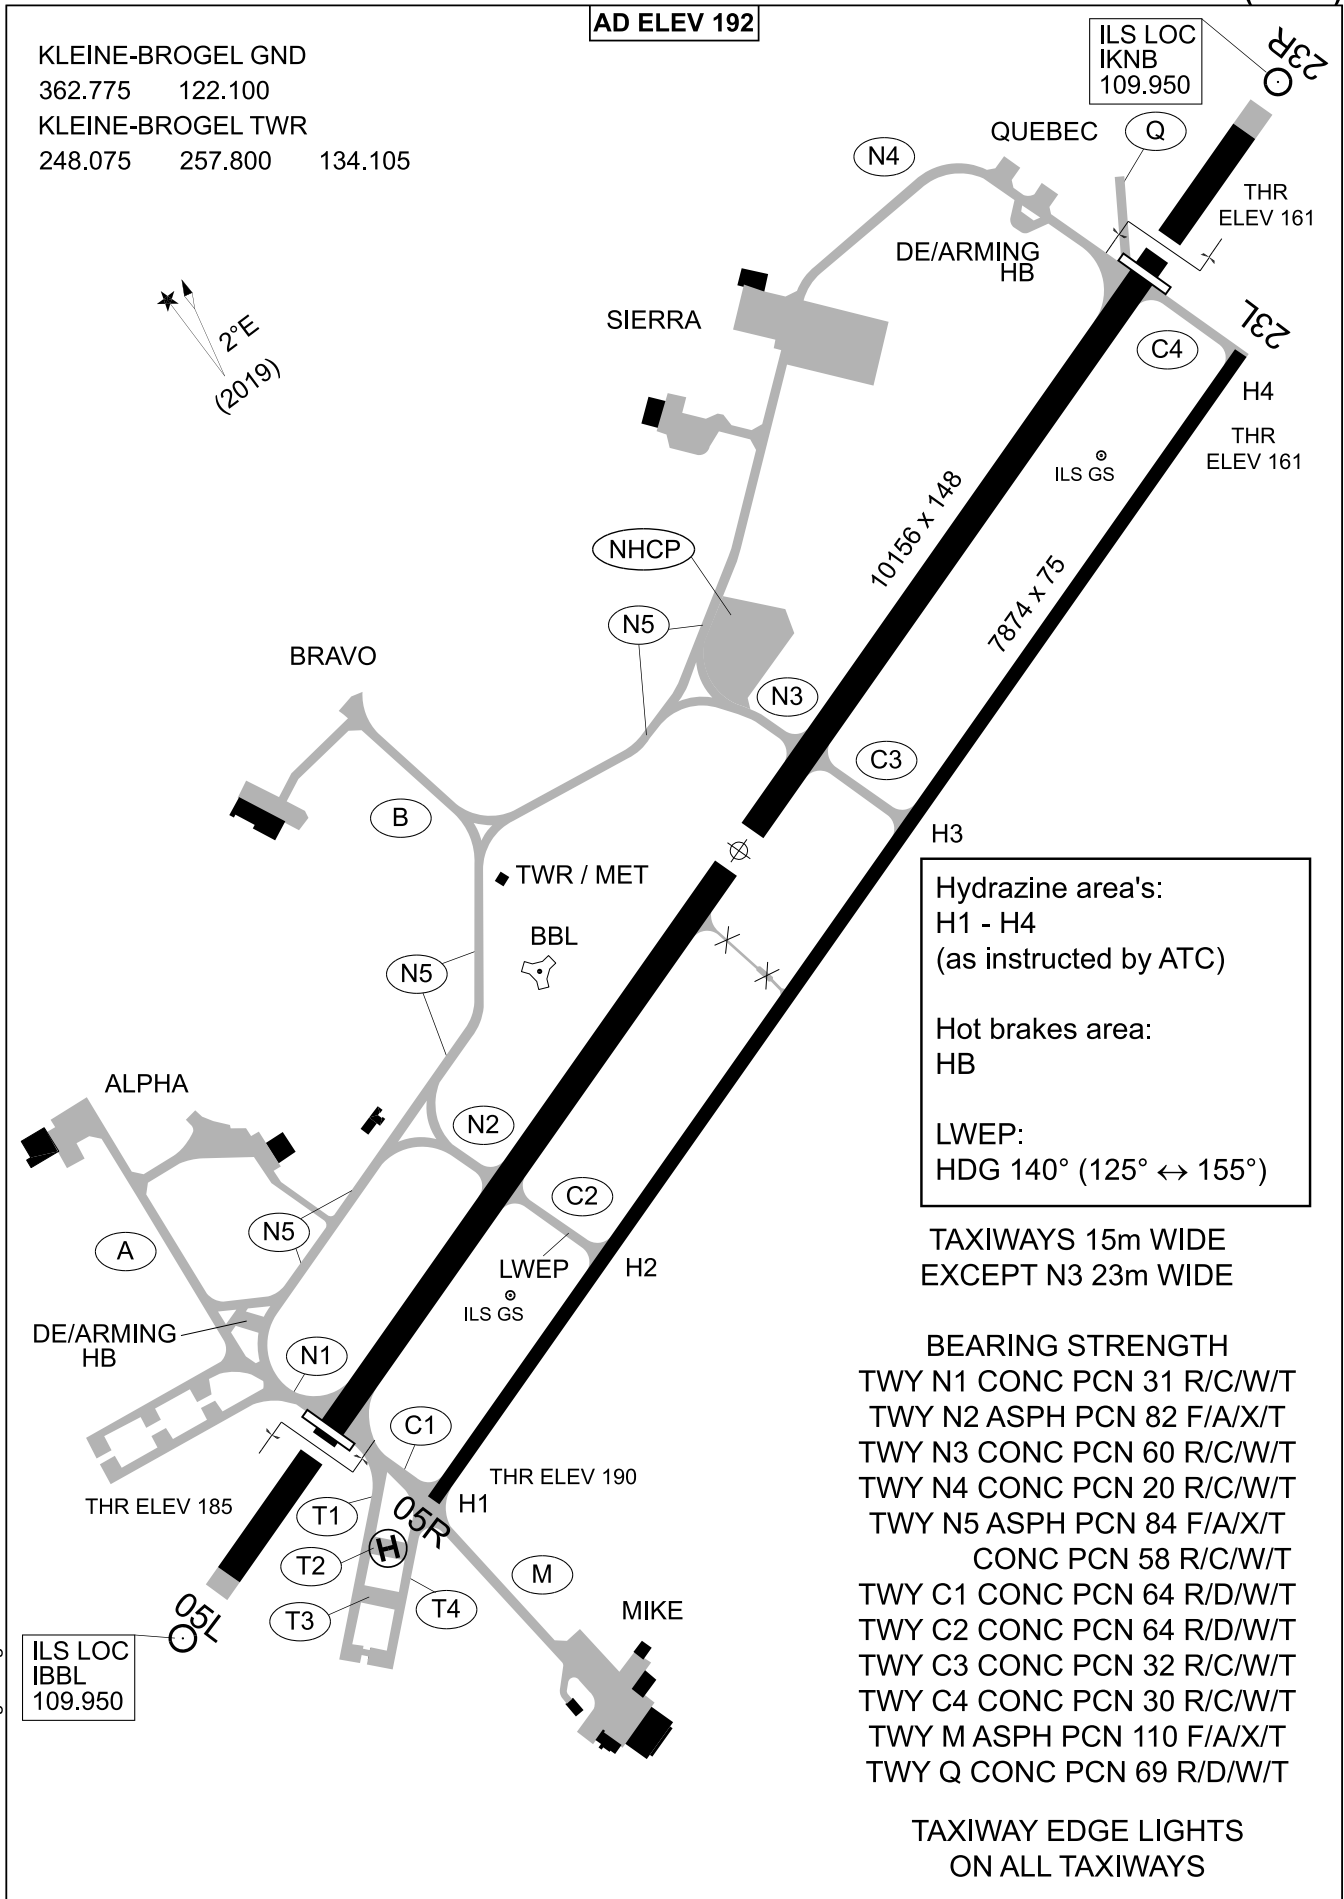 AD ELEV 192
KLEINE-BROGEL GND
362.775 122.100
KLEINE-BROGEL TWR
248.075 257.800 134.105
ILS LOC
IKNB
109.950
23R
QUEBEC
Q
N4
THR
ELEV 161
DE/ARMING
HB
2°E
(2019)
SIERRA
23L
C4
H4
THR
ELEV 161
ILS GS
10156 x 148
7874 x 75
NHCP
N5
BRAVO
N3
C3
B
H3
TWR / MET
BBL
N5
Hydrazine area's:
H1 - H4
(as instructed by ATC)
Hot brakes area:
HB
LWEP:
HDG 140° (125° ↔ 155°)
ALPHA
N2
C2
A
N5
LWEP
H2
ILS GS
TAXIWAYS 15m WIDE
EXCEPT N3 23m WIDE
DE/ARMING
HB
N1
C1
THR ELEV 190
THR ELEV 185
H1
T1
05R
H
T2
M
T3
T4
MIKE
05L
ILS LOC
IBBL
109.950
BEARING STRENGTH
TWY N1 CONC PCN 31 R/C/W/T
TWY N2 ASPH PCN 82 F/A/X/T
TWY N3 CONC PCN 60 R/C/W/T
TWY N4 CONC PCN 20 R/C/W/T
TWY N5 ASPH PCN 84 F/A/X/T
CONC PCN 58 R/C/W/T
TWY C1 CONC PCN 64 R/D/W/T
TWY C2 CONC PCN 64 R/D/W/T
TWY C3 CONC PCN 32 R/C/W/T
TWY C4 CONC PCN 30 R/C/W/T
TWY M ASPH PCN 110 F/A/X/T
TWY Q CONC PCN 69 R/D/W/T
TAXIWAY EDGE LIGHTS
ON ALL TAXIWAYS